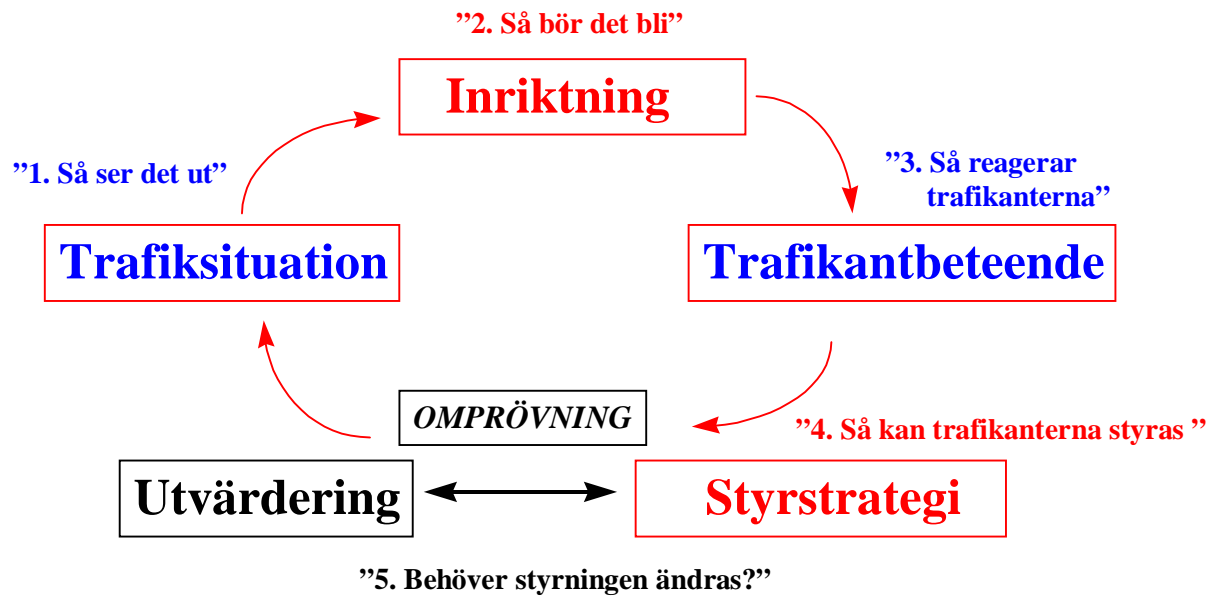 ”2. Så bör det bli”
Inriktning
”1. Så ser det ut”
”3. Så reagerar
trafikanterna”
Trafiksituation
Trafikantbeteende
OMPRÖVNING
”4. Så kan trafikanterna styras ”
Utvärdering
Styrstrategi
”5. Behöver styrningen ändras?”